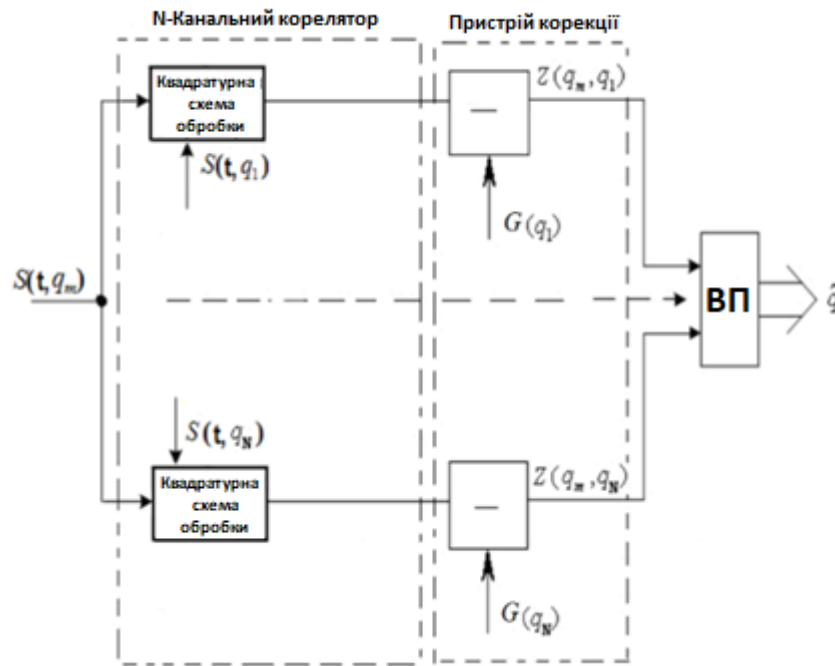 N-Канальний корелятор
Пристрій корекції
Квадратурна
схема
обробки
S(t, q₁)
Z(qₘ, q₁)
G(q₁)
S(t, qₘ)
ВП
q̂
S(t, q_N)
Квадратурна
схема
обробки
Z(qₘ, q_N)
G(q_N)